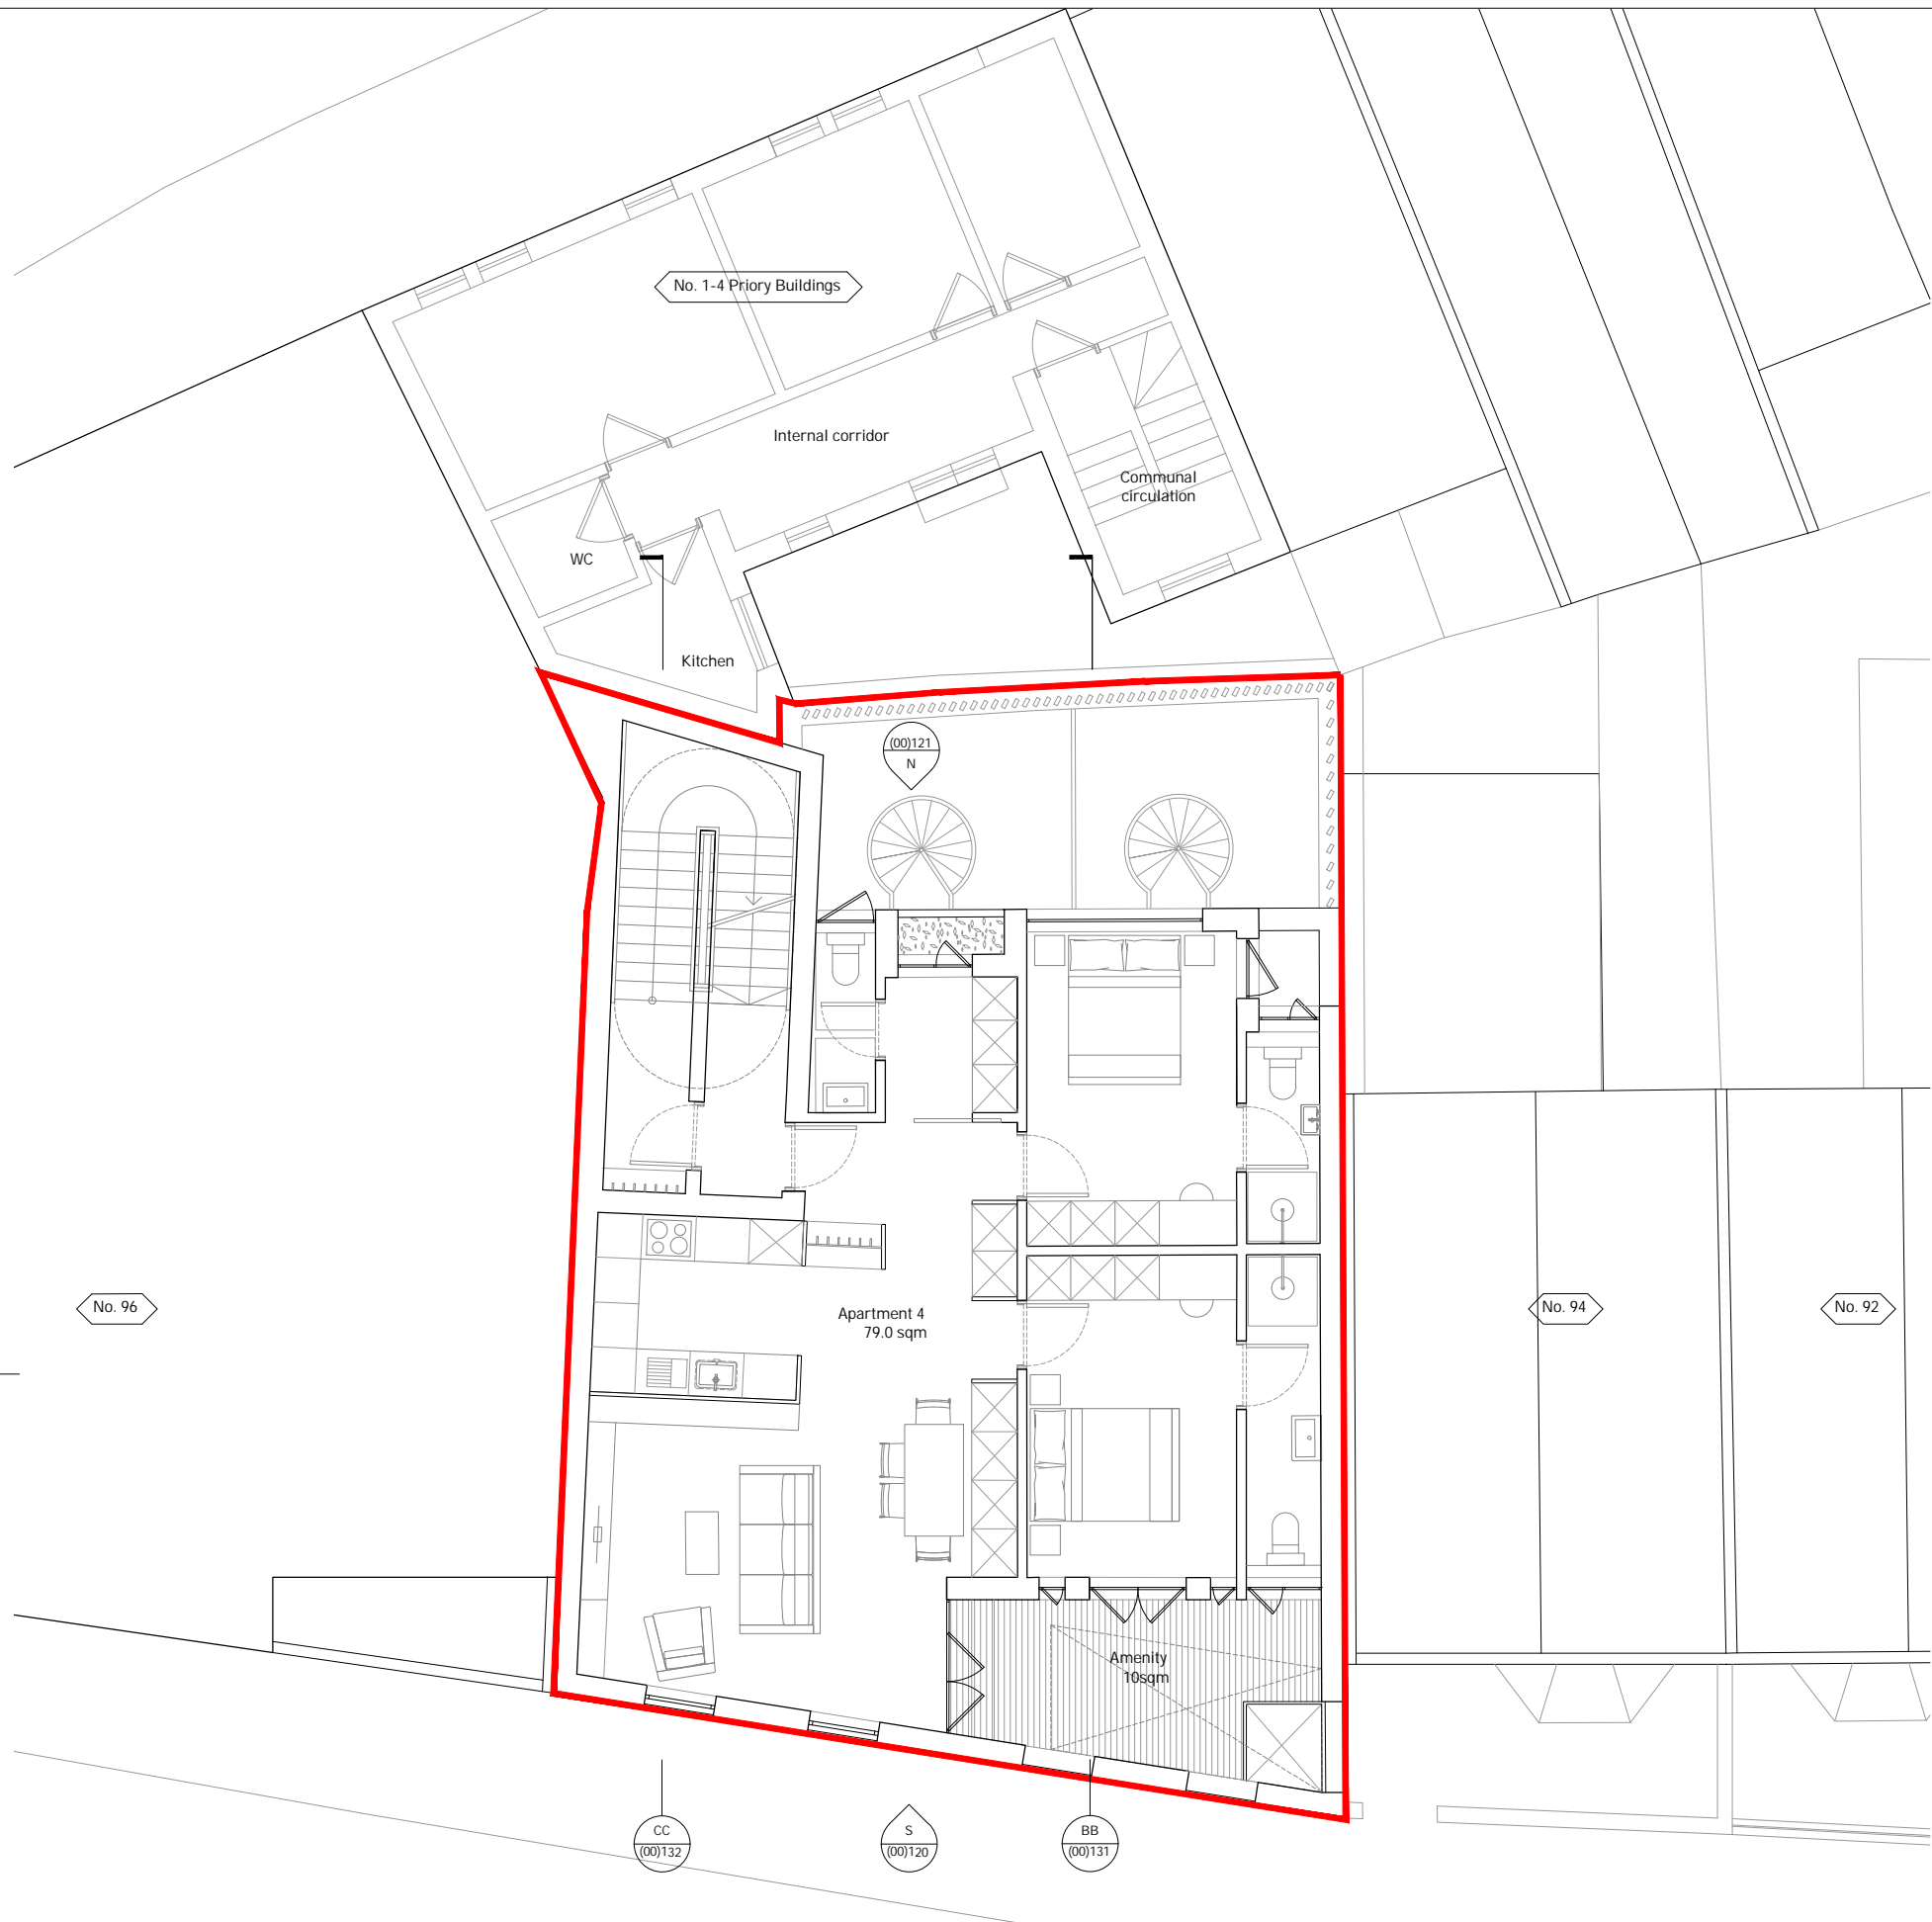 No. 1-4 Priory Buildings
Internal corridor
Communal
circulation
WC
Kitchen
(00)121
N
No. 96
Apartment 4
79.0 sqm
No. 94
No. 92
Amenity
10sqm
CC
(00)132
S
(00)120
BB
(00)131